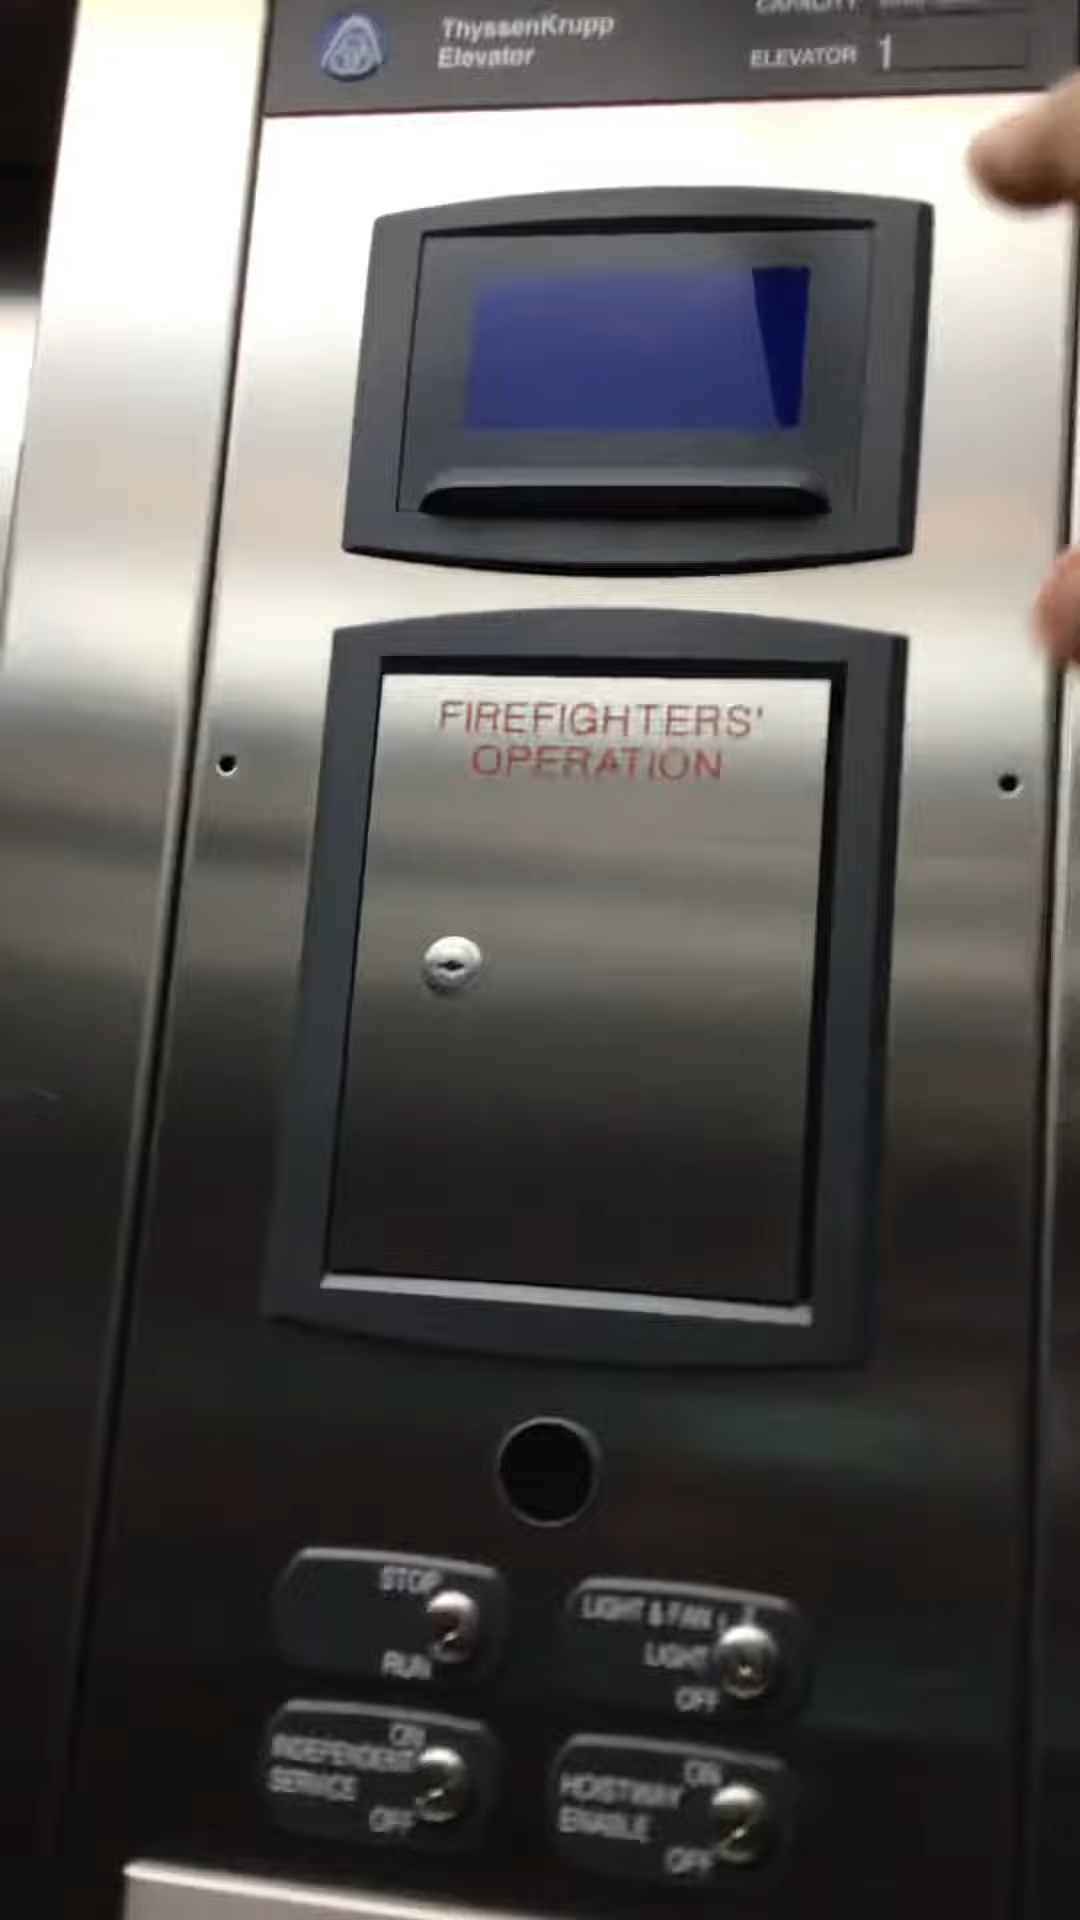 ThyssenKrupp
Elevator
CAPACITY
ELEVATOR 1
FIREFIGHTERS'
OPERATION
STOP
RUN
LIGHT & FAN
LIGHT
OFF
ON
INDEPENDENT
SERVICE
OFF
ON
HOISTWAY
ENABLE
OFF